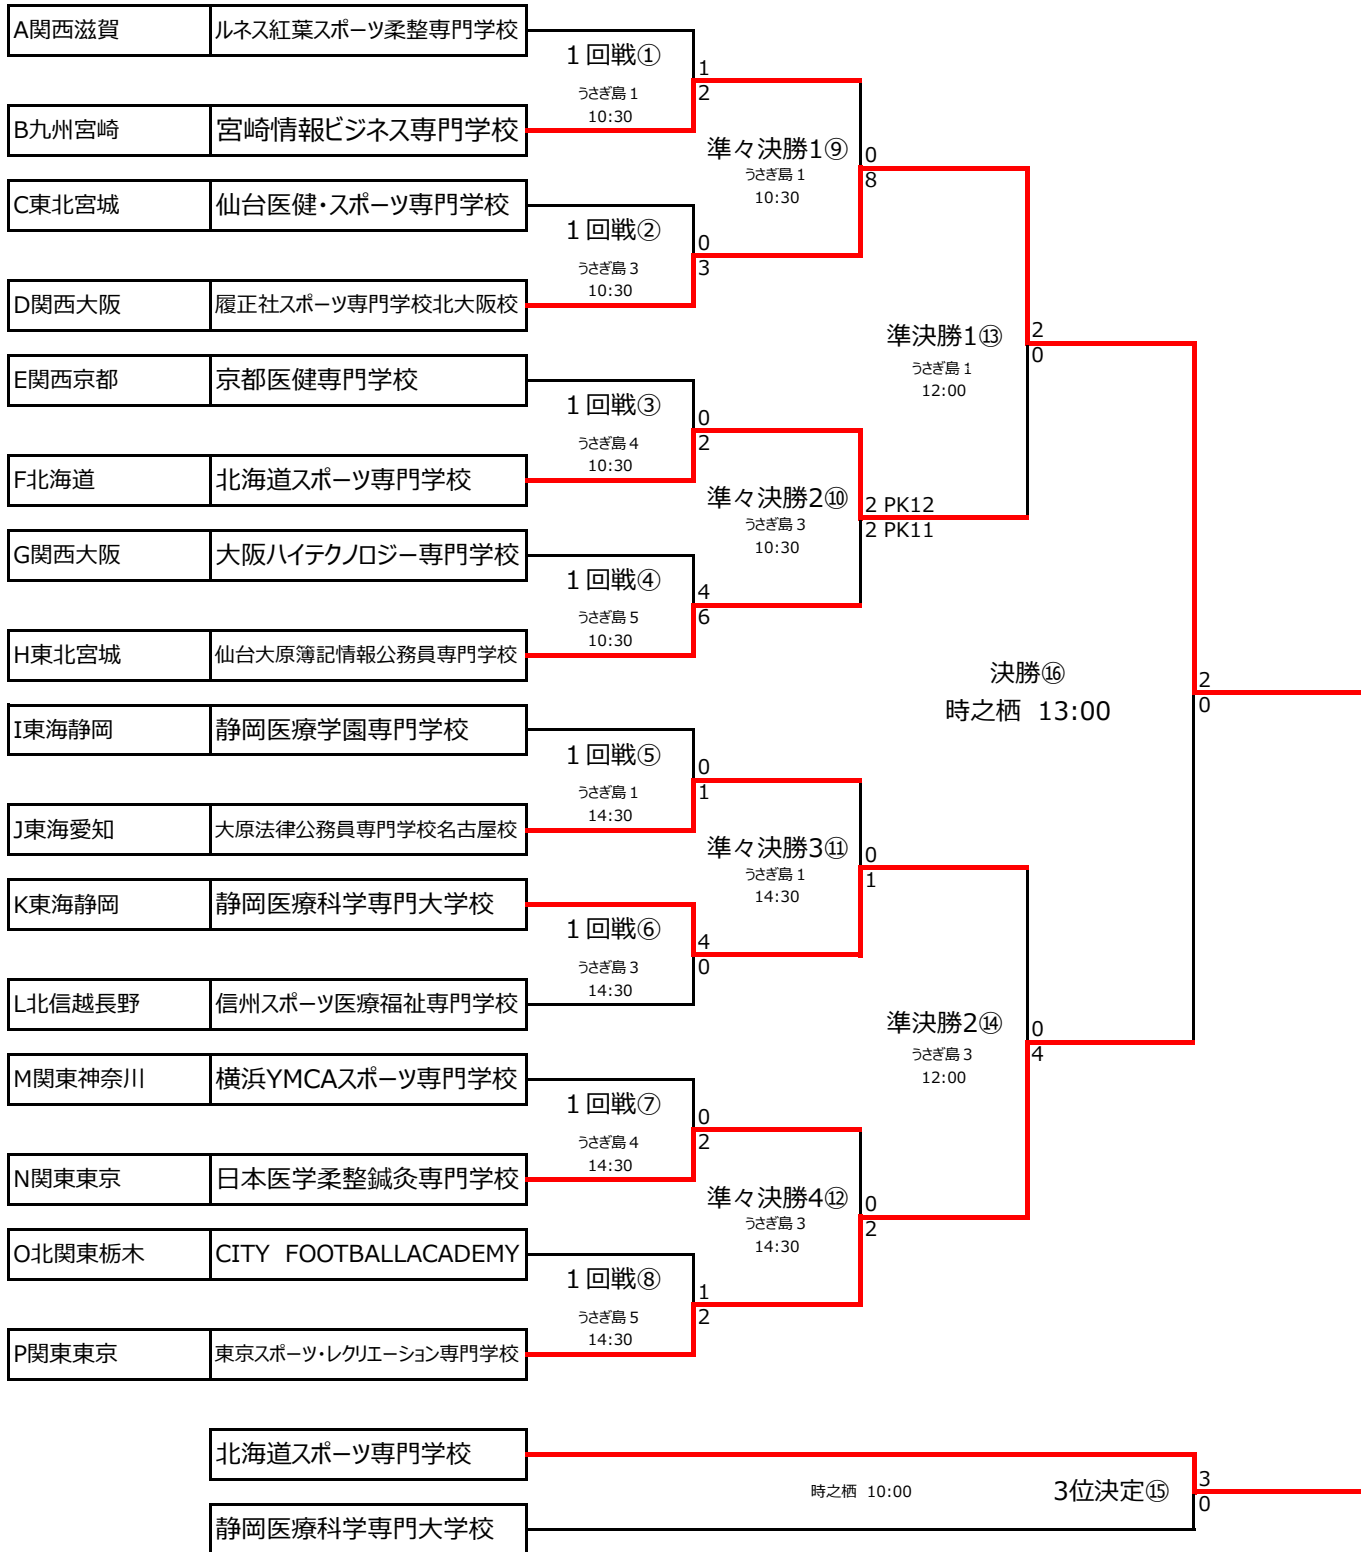 A関西滋賀 ルネス紅葉スポーツ柔整専門学校
1回戦①
1
うさぎ島1
2
10:30
B九州宮崎 宮崎情報ビジネス専門学校
準々決勝1⑨
0
うさぎ島1
8
10:30
C東北宮城 仙台医健・スポーツ専門学校
1回戦②
0
うさぎ島3
3
10:30
D関西大阪 履正社スポーツ専門学校北大阪校
準決勝1⑬
2
0
うさぎ島1
12:00
E関西京都 京都医健専門学校
1回戦③
0
うさぎ島4
2
10:30
F北海道 北海道スポーツ専門学校
準々決勝2⑩
2 PK12
うさぎ島3
2 PK11
10:30
G関西大阪 大阪ハイテクノロジー専門学校
1回戦④
4
うさぎ島5
6
10:30
H東北宮城 仙台大原簿記情報公務員専門学校
決勝⑯
2
時之栖 13:00
0
I東海静岡 静岡医療学園専門学校
1回戦⑤
0
うさぎ島1
1
14:30
J東海愛知 大原法律公務員専門学校名古屋校
準々決勝3⑪
0
うさぎ島1
1
14:30
K東海静岡 静岡医療科学専門大学校
1回戦⑥
4
うさぎ島3
0
14:30
L北信越長野 信州スポーツ医療福祉専門学校
準決勝2⑭
0
うさぎ島3
4
12:00
M関東神奈川 横浜YMCAスポーツ専門学校
1回戦⑦
0
うさぎ島4
2
14:30
N関東東京 日本医学柔整鍼灸専門学校
準々決勝4⑫
0
うさぎ島3
2
14:30
O北関東栃木 CITY FOOTBALLACADEMY
1回戦⑧
1
うさぎ島5
2
14:30
P関東東京 東京スポーツ・レクリエーション専門学校
北海道スポーツ専門学校
3
時之栖 10:00 3位決定⑮
0
静岡医療科学専門大学校